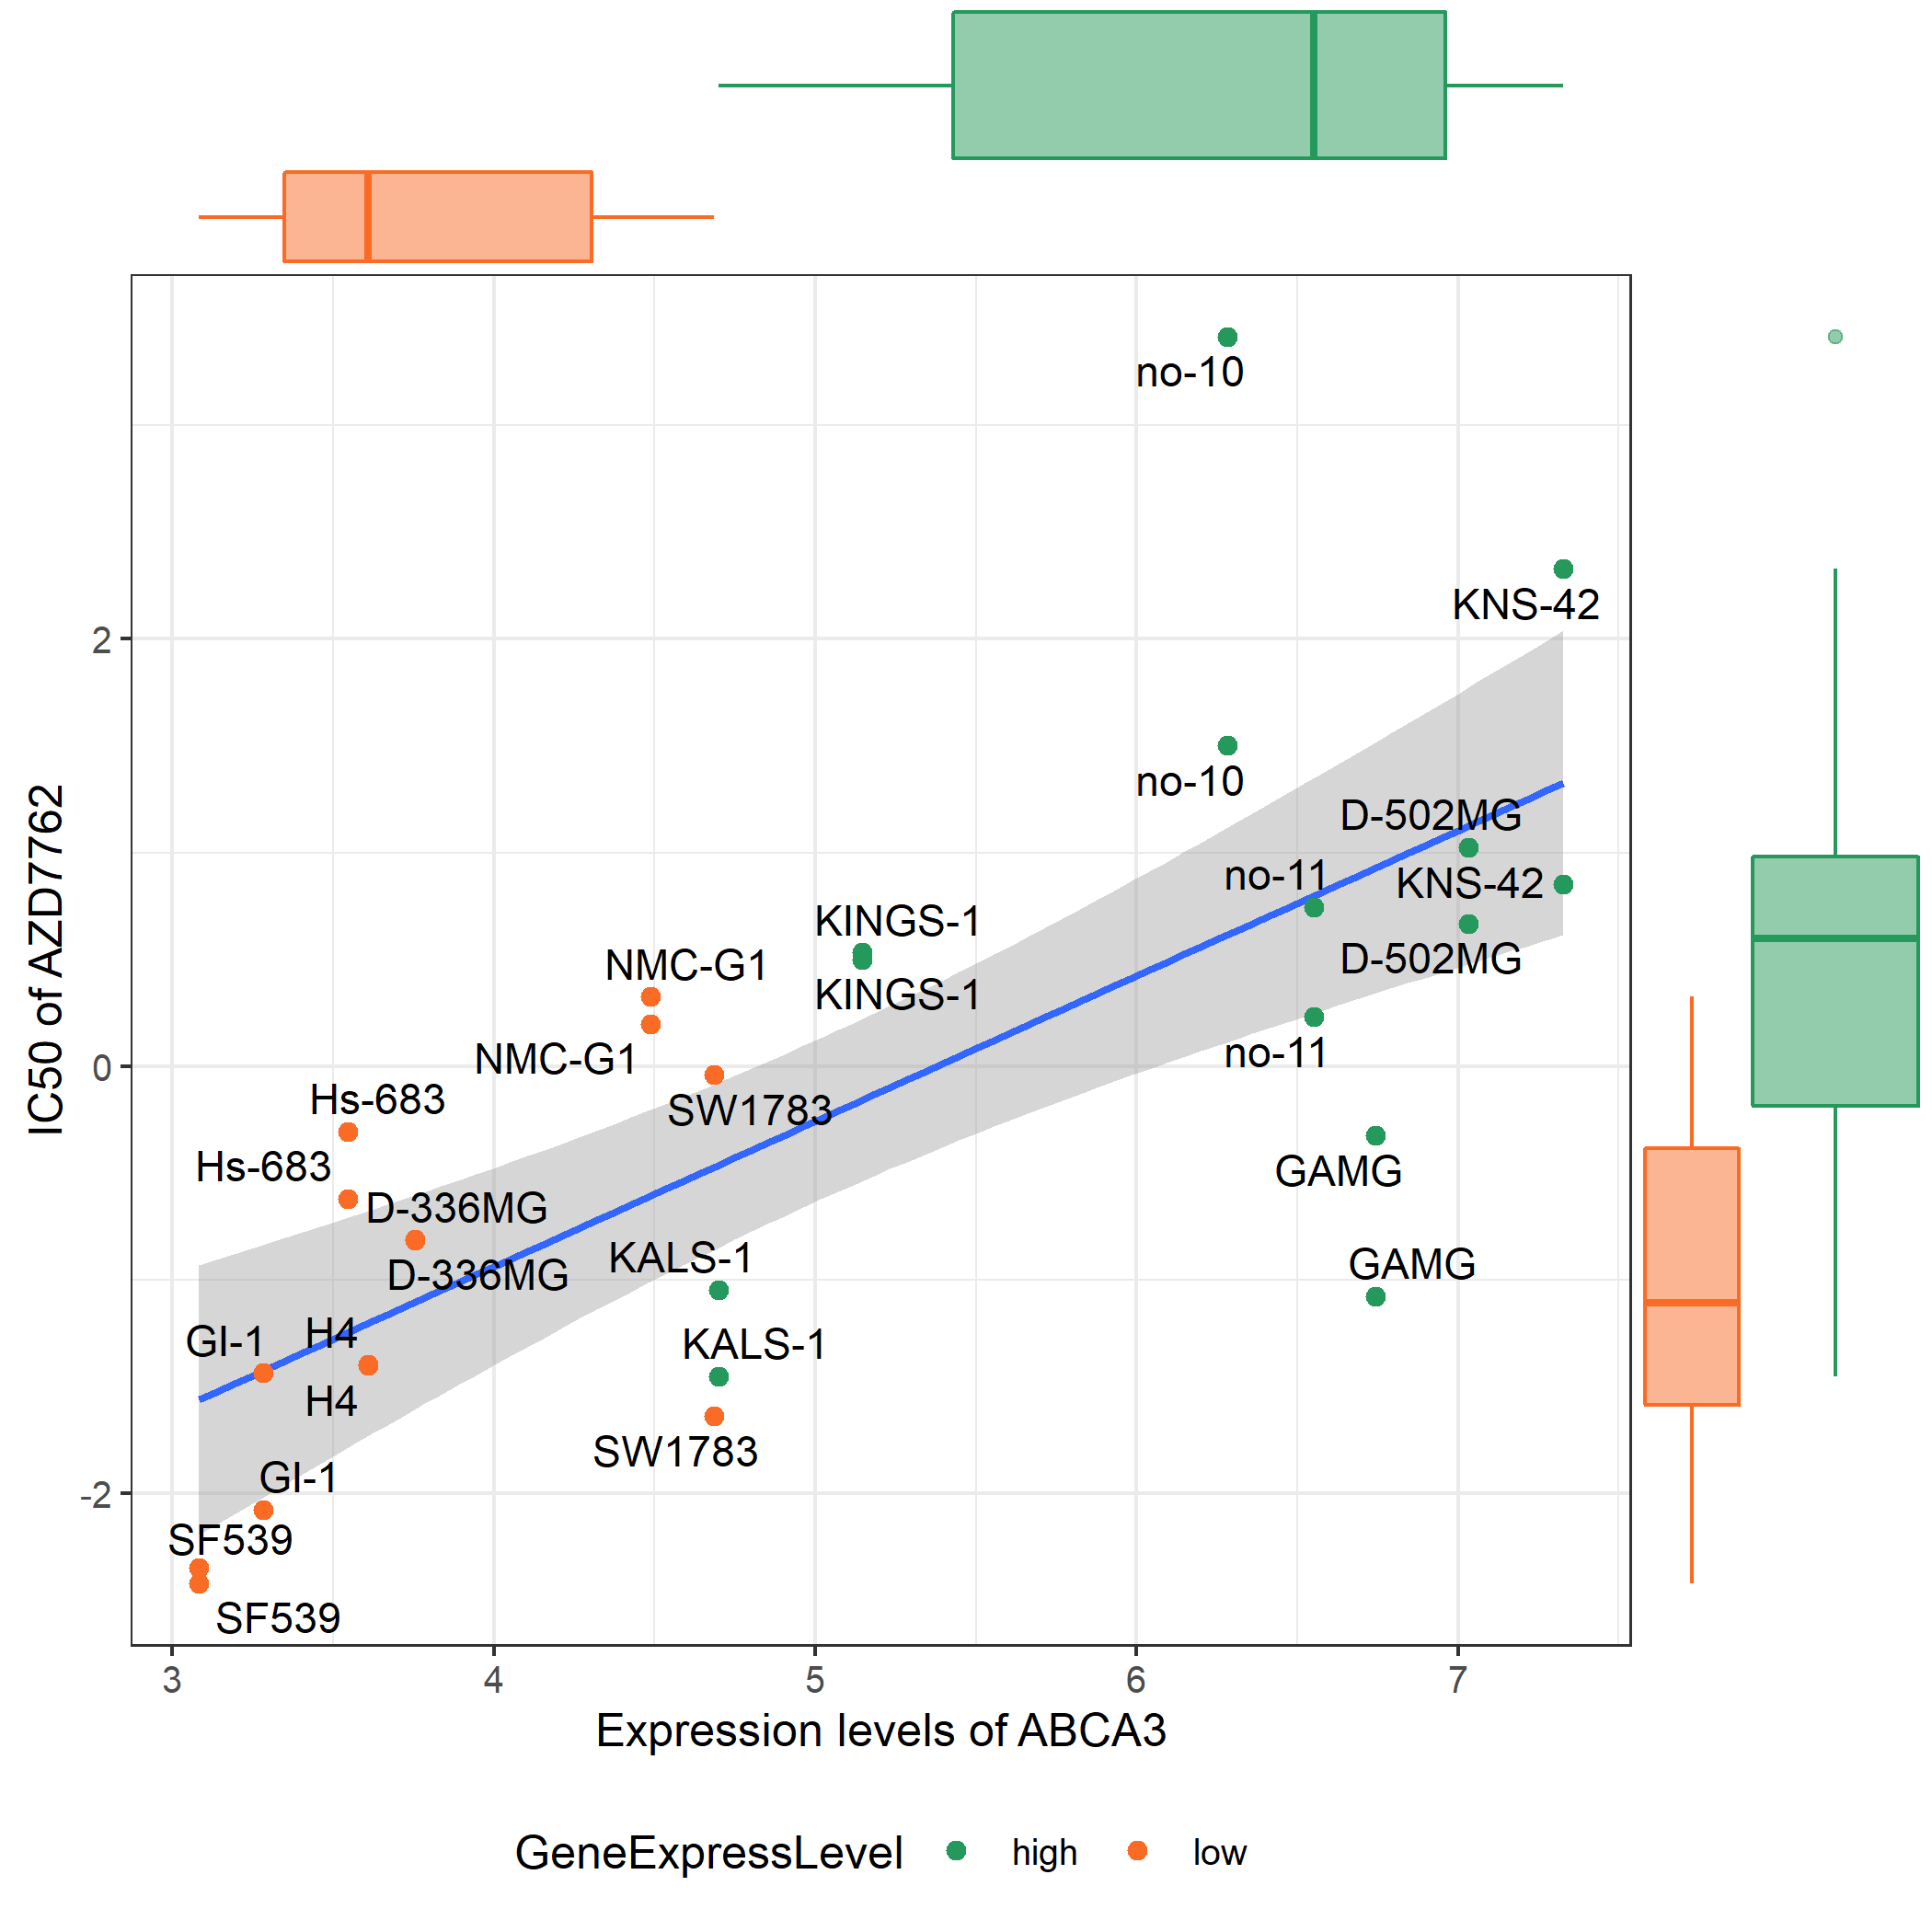 no-10
KNS-42
2
no-10
D-502MG
no-11
KNS-42
KINGS-1
NMC-G1
D-502MG
KINGS-1
IC50 of AZD7762
NMC-G1
no-11
0
Hs-683
SW1783
Hs-683
GAMG
D-336MG
KALS-1
GAMG
D-336MG
GI-1
H4
KALS-1
H4
SW1783
GI-1
-2
SF539
SF539
3 4 5 6 7
Expression levels of ABCA3
GeneExpressLevel high low